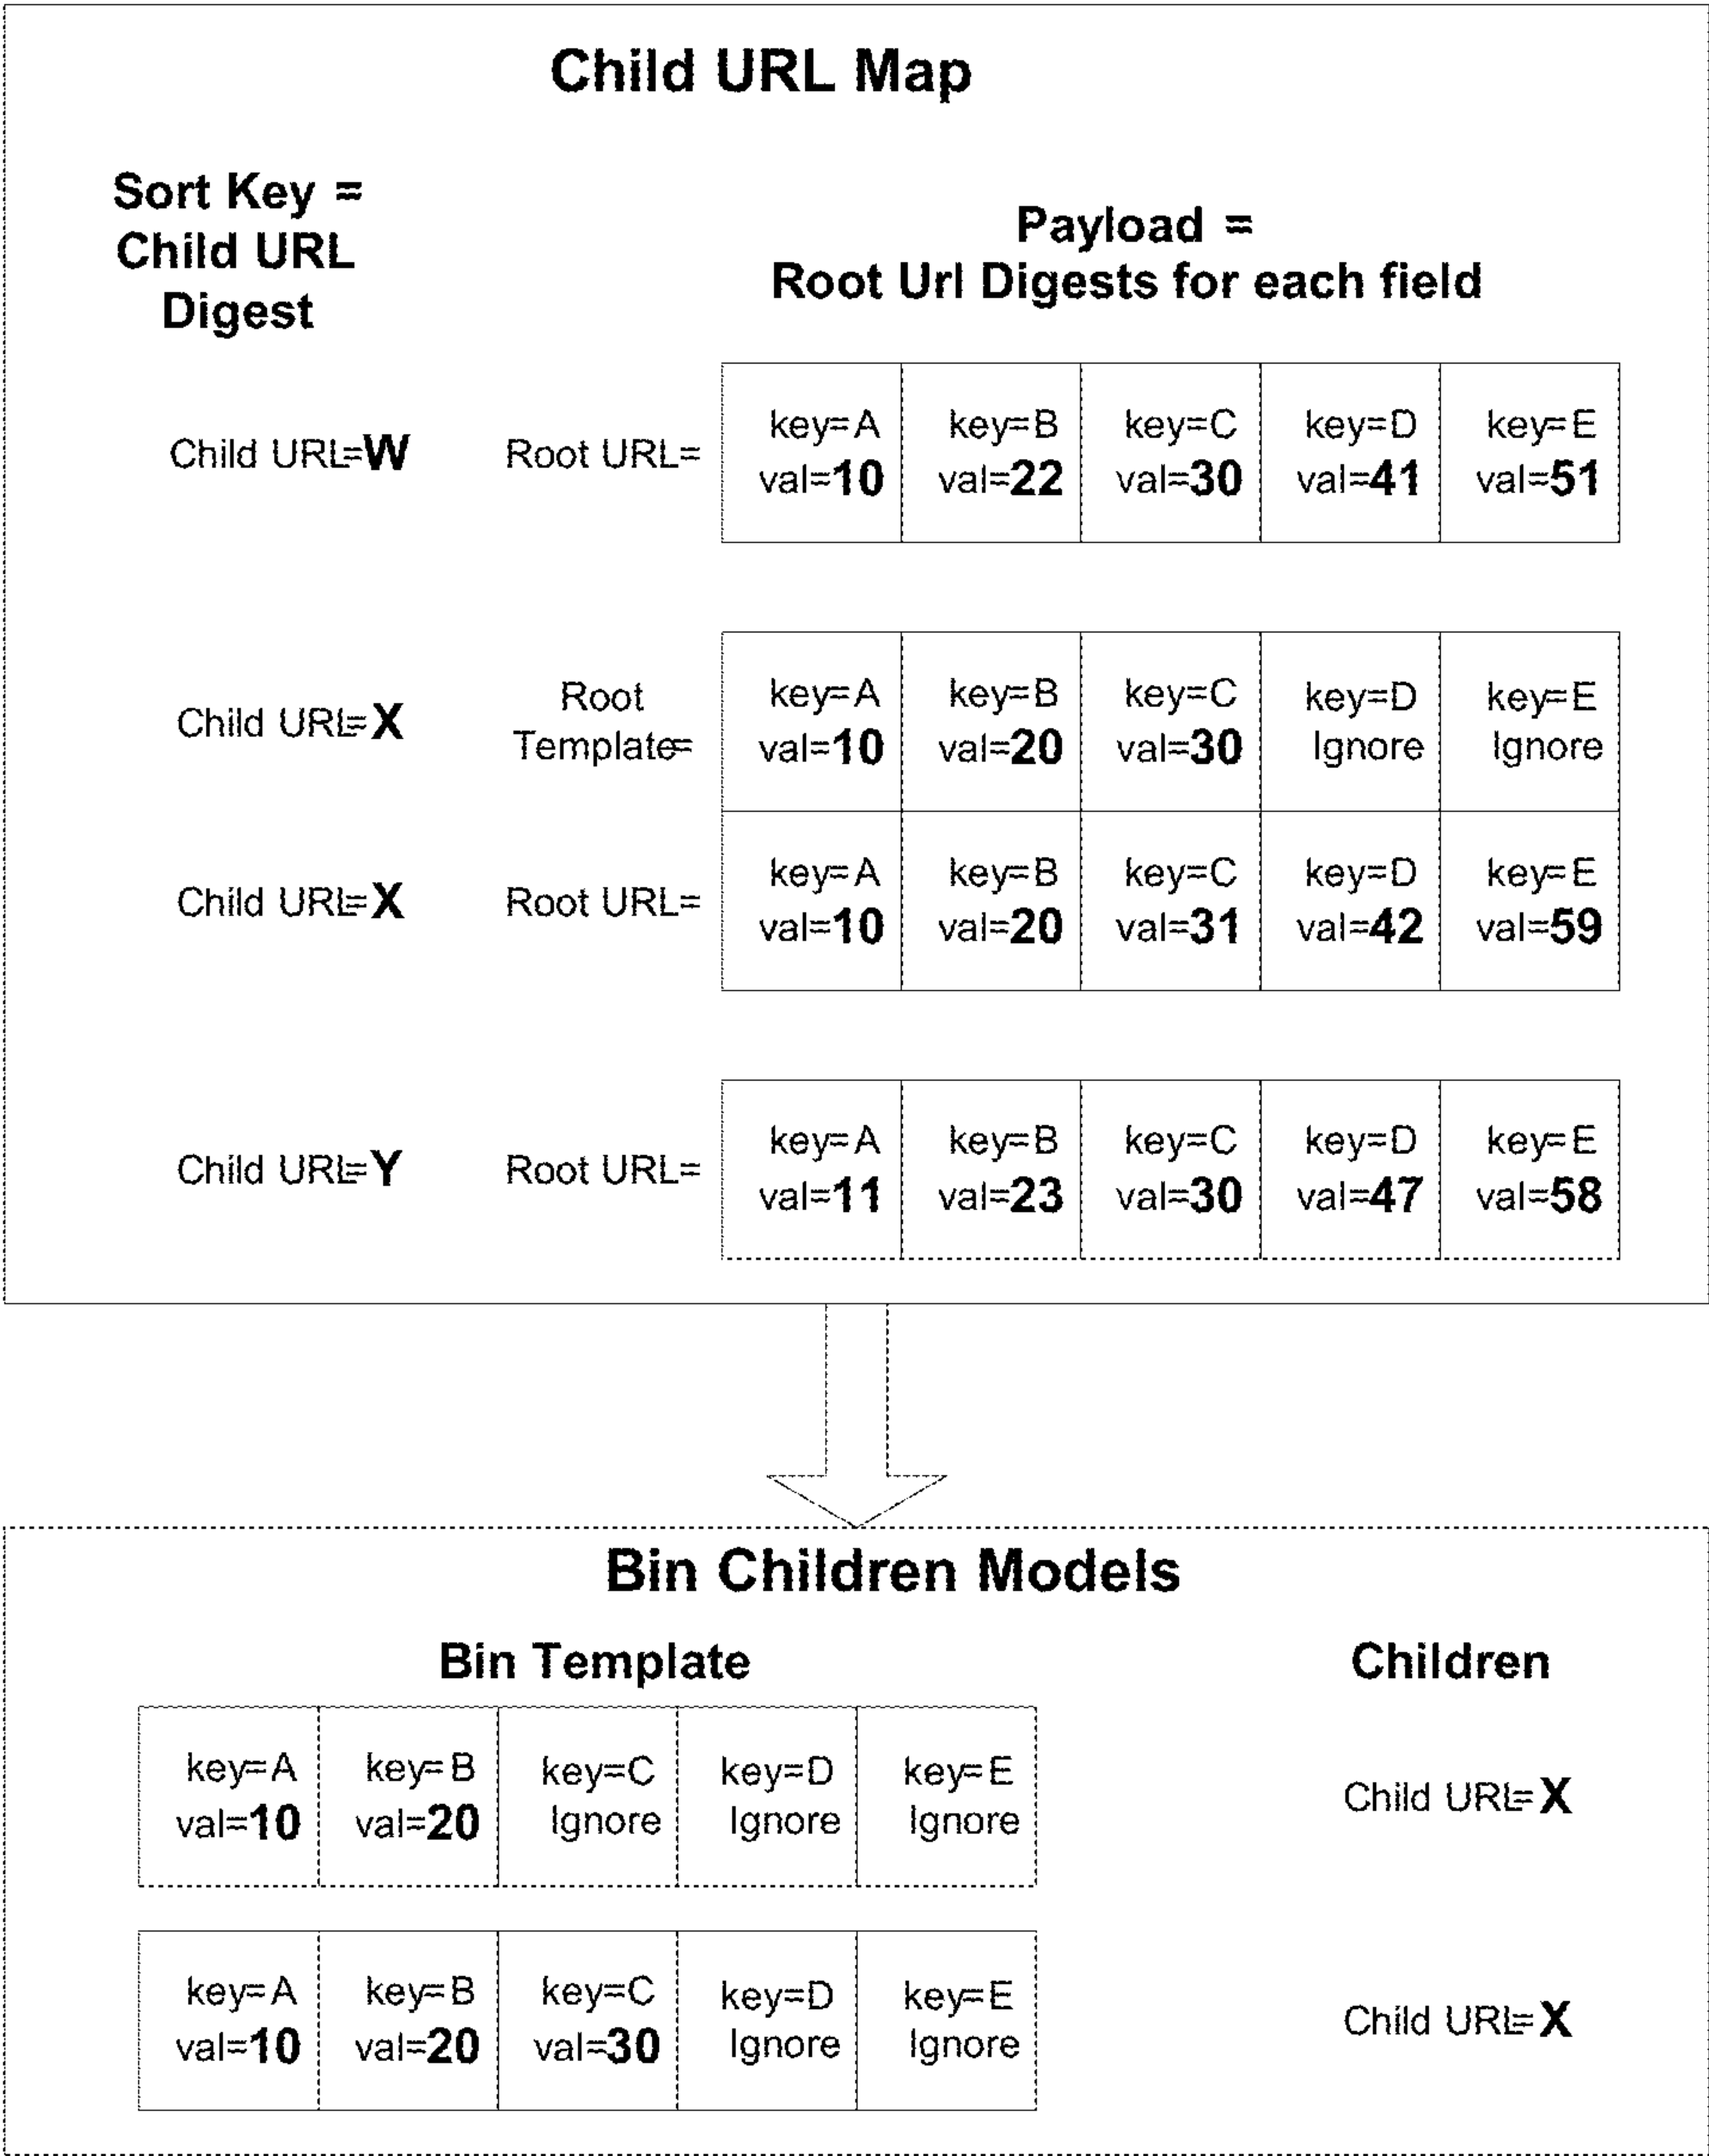 Child URL Map
Sort Key =
Child URL
Digest
Payload =
Root Url Digests for each field
Child URL=W Root URL= key=A key=B key=C key=D key=E
val=10 val=22 val=30 val=41 val=51
Child URL=X Root
Template= key=A key=B key=C key=D key=E
val=10 val=20 val=30 Ignore Ignore
Child URL=X Root URL= key=A key=B key=C key=D key=E
val=10 val=20 val=31 val=42 val=59
Child URL=Y Root URL= key=A key=B key=C key=D key=E
val=11 val=23 val=30 val=47 val=58
Bin Children Models
Bin Template Children
key=A key=B key=C key=D key=E
val=10 val=20 Ignore Ignore Ignore
Child URL=X
key=A key=B key=C key=D key=E
val=10 val=20 val=30 Ignore Ignore
Child URL=X